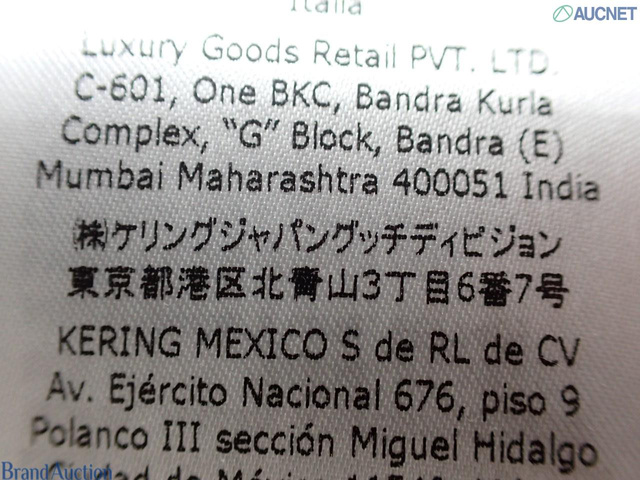 Italia
AUCNET
Luxury Goods Retail PVT. LTD.
C-601, One BKC, Bandra Kurla
Complex, “G” Block, Bandra (E)
Mumbai Maharashtra 400051 India
㈱ケリングジャパングッチディビジョン
東京都港区北青山3丁目6番7号
KERING MEXICO S de RL de CV
Av. Ejército Nacional 676, piso 9
Polanco III sección Miguel Hidalgo
de México
BrandAuction